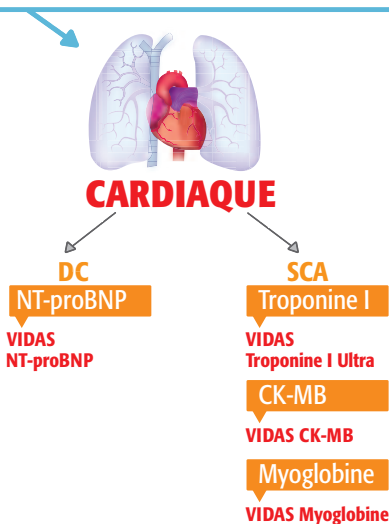 CARDIAQUE
DC
NT-proBNP
VIDAS
NT-proBNP
SCA
Troponine I
VIDAS
Troponine I Ultra
CK-MB
VIDAS CK-MB
Myoglobine
VIDAS Myoglobine